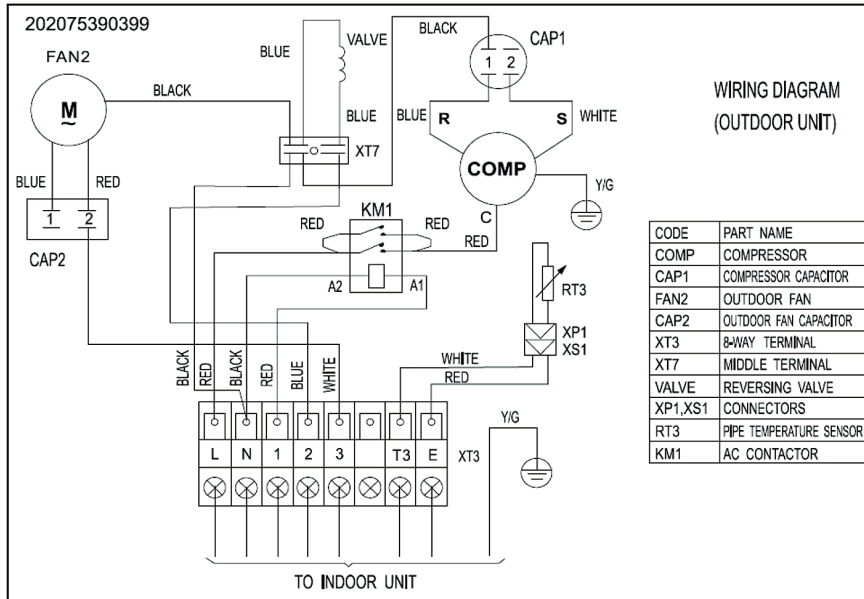 202075390399
FAN2
M
~
BLACK
BLUE
VALVE
BLUE
XT7
BLACK
CAP1
1 2
BLUE
R
S
WHITE
COMP
C
Y/G
WIRING DIAGRAM
(OUTDOOR UNIT)
BLUE
RED
1
2
CAP2
KM1
RED
RED
RED
A2
A1
RT3
XP1
XS1
WHITE
RED
BLACK
RED
BLACK
RED
BLUE
WHITE
Y/G
L N 1 2 3 T3 E
XT3
TO INDOOR UNIT
CODE PART NAME
COMP COMPRESSOR
CAP1 COMPRESSOR CAPACITOR
FAN2 OUTDOOR FAN
CAP2 OUTDOOR FAN CAPACITOR
XT3 8-WAY TERMINAL
XT7 MIDDLE TERMINAL
VALVE REVERSING VALVE
XP1,XS1 CONNECTORS
RT3 PIPE TEMPERATURE SENSOR
KM1 AC CONTACTOR